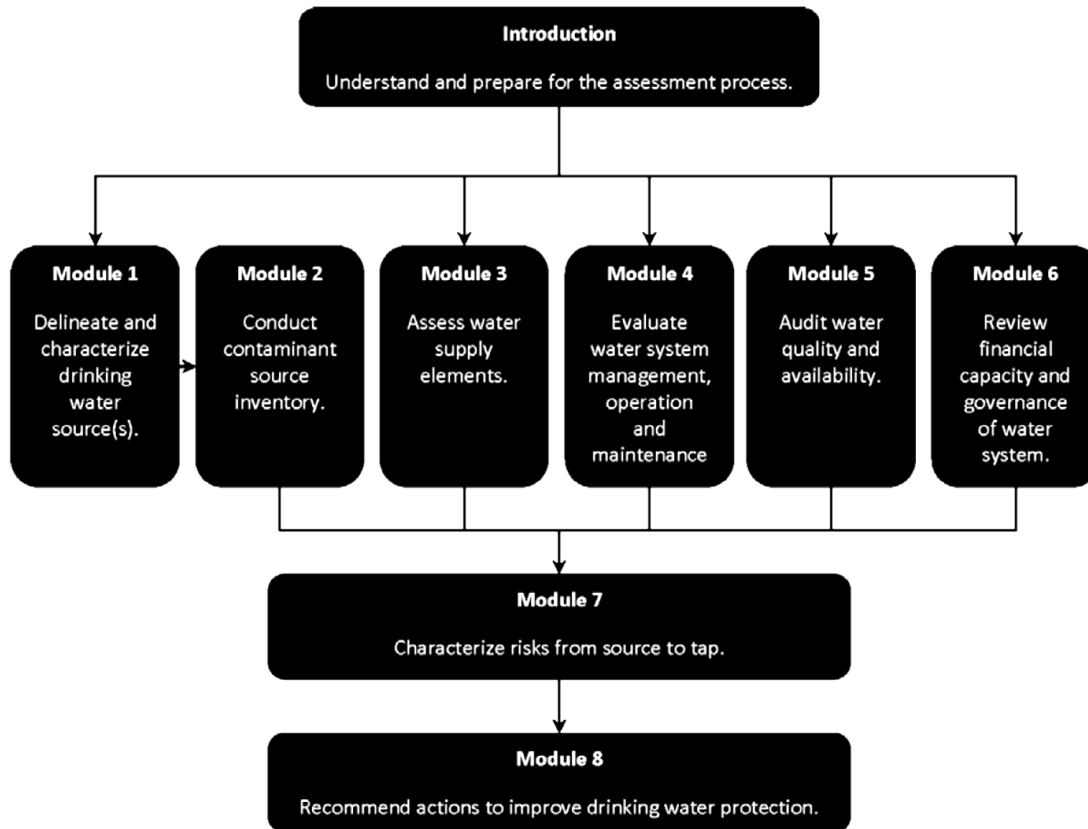 Introduction
Understand and prepare for the assessment process.
Module 1
Delineate and
characterize
drinking
water
source(s).
Module 2
Conduct
contaminant
source
inventory.
Module 3
Assess water
supply
elements.
Module 4
Evaluate
water system
management,
operation
and
maintenance
Module 5
Audit water
quality and
availability.
Module 6
Review
financial
capacity and
governance
of water
system.
Module 7
Characterize risks from source to tap.
Module 8
Recommend actions to improve drinking water protection.